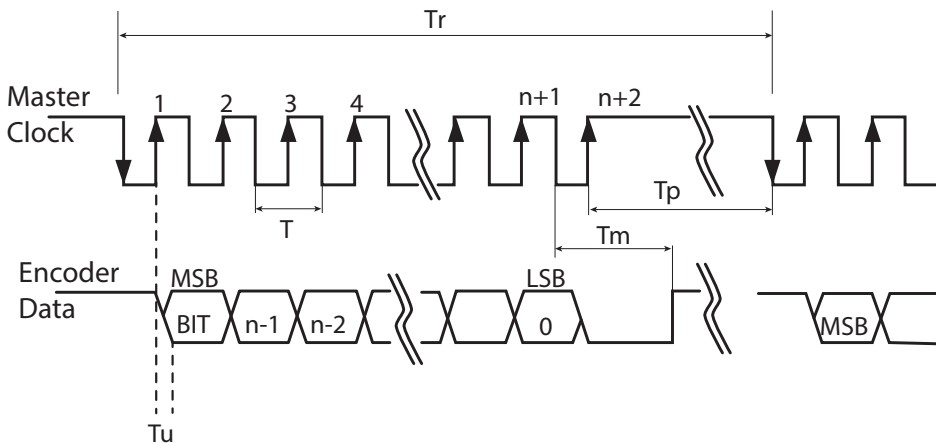 Tr
Master
Clock
1 2 3 4 n+1 n+2
T
Tp
Tm
Encoder
Data
MSB
BIT n-1 n-2
LSB
0
MSB
Tu